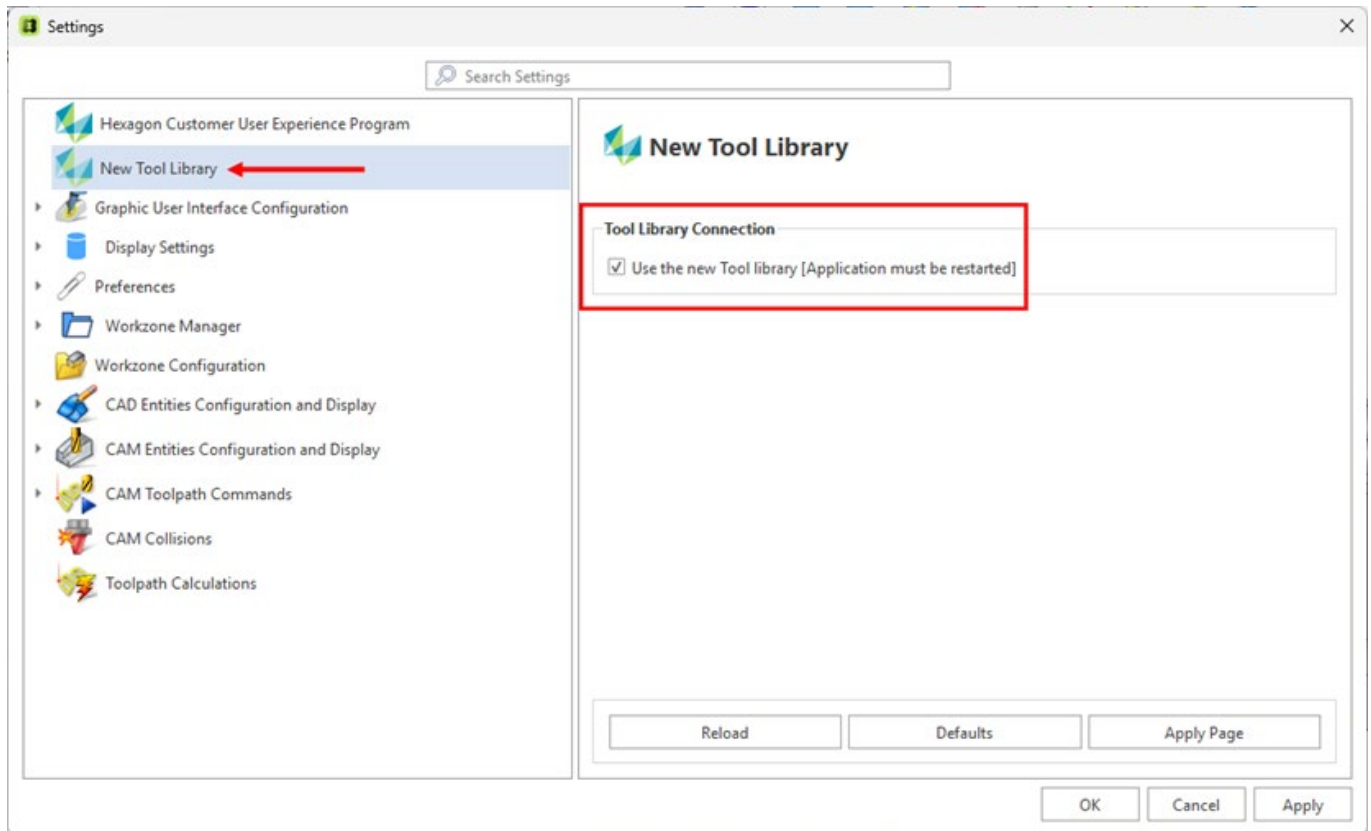 Settings
Search Settings
Hexagon Customer User Experience Program
New Tool Library
Graphic User Interface Configuration
Display Settings
Preferences
Workzone Manager
Workzone Configuration
CAD Entities Configuration and Display
CAM Entities Configuration and Display
CAM Toolpath Commands
CAM Collisions
Toolpath Calculations
New Tool Library
Tool Library Connection
Use the new Tool library [Application must be restarted]
Reload
Defaults
Apply Page
OK
Cancel
Apply